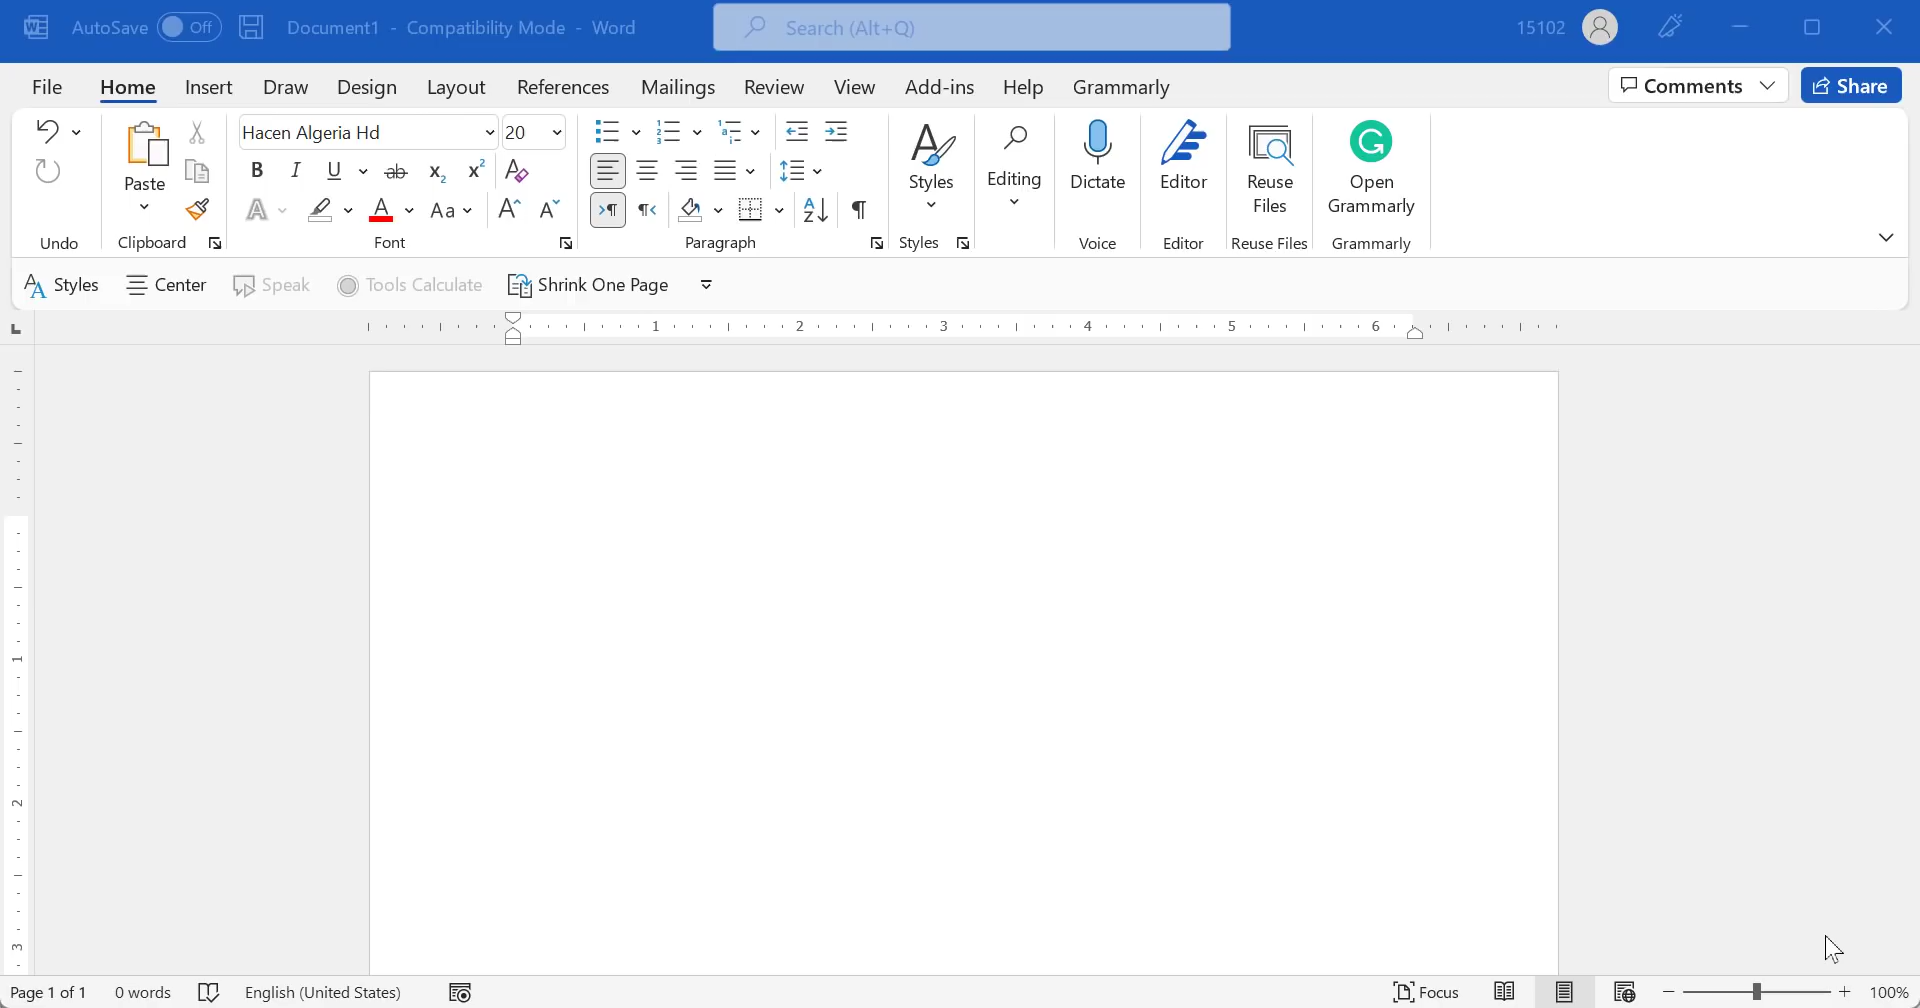 AutoSave Off Document1 - Compatibility Mode - Word Search (Alt+Q) 15102
File Home Insert Draw Design Layout References Mailings Review View Add-ins Help Grammarly Comments Share
Hacen Algeria Hd 20
Paste
Styles
Editing
Dictate
Editor
Reuse Files
Open Grammarly
Undo Clipboard Font Paragraph Styles Voice Editor Reuse Files Grammarly
Styles Center Speak Tools Calculate Shrink One Page
1 2 3 4 5 6
1
2
3
Page 1 of 1 0 words English (United States) Focus 100%